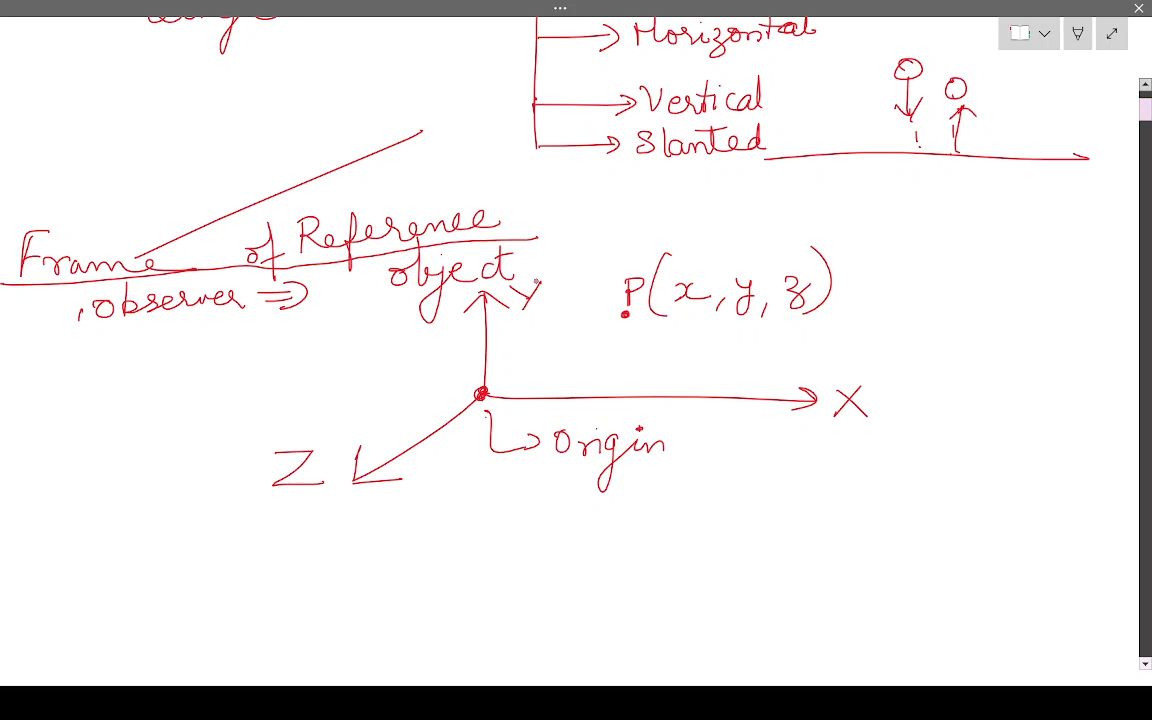 Horizontal
Vertical
Slanted
Frame of Reference
observer ⇒ object
Y
P(x, y, z)
X
Origin
Z